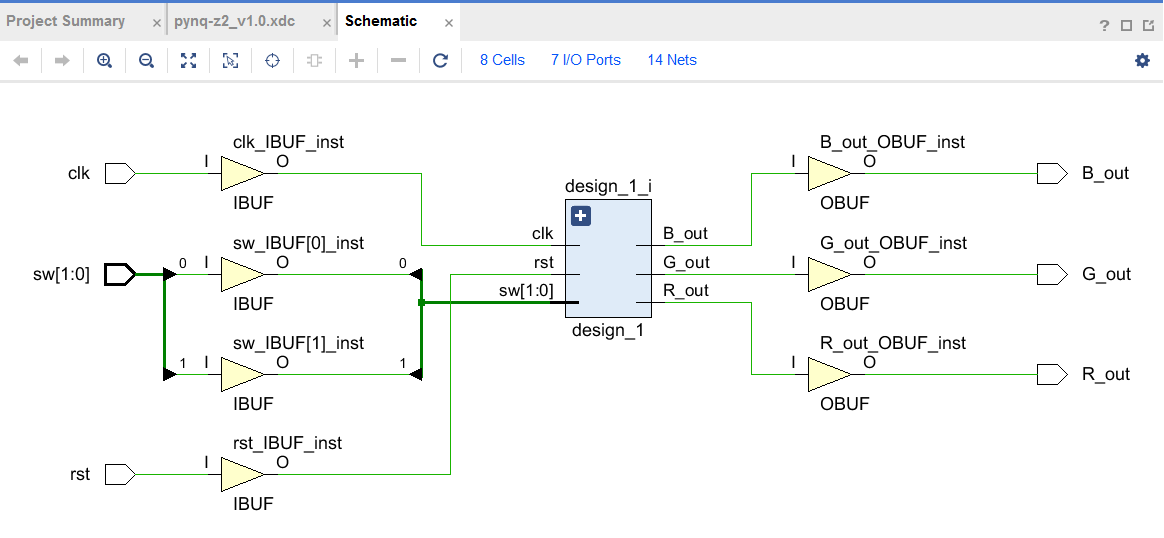 Project Summary × pynq-z2_v1.0.xdc × Schematic × ?
8 Cells 7 I/O Ports 14 Nets
clk_IBUF_inst
B_out_OBUF_inst
I O
I O
clk
B_out
IBUF
design_1_i
OBUF
sw_IBUF[0]_inst
clk
B_out
G_out_OBUF_inst
0 I O 0
rst
G_out
I O
sw[1:0]
G_out
sw[1:0]
R_out
IBUF
OBUF
design_1
sw_IBUF[1]_inst
R_out_OBUF_inst
1 I O 1
I O
R_out
IBUF
OBUF
rst_IBUF_inst
I O
rst
IBUF